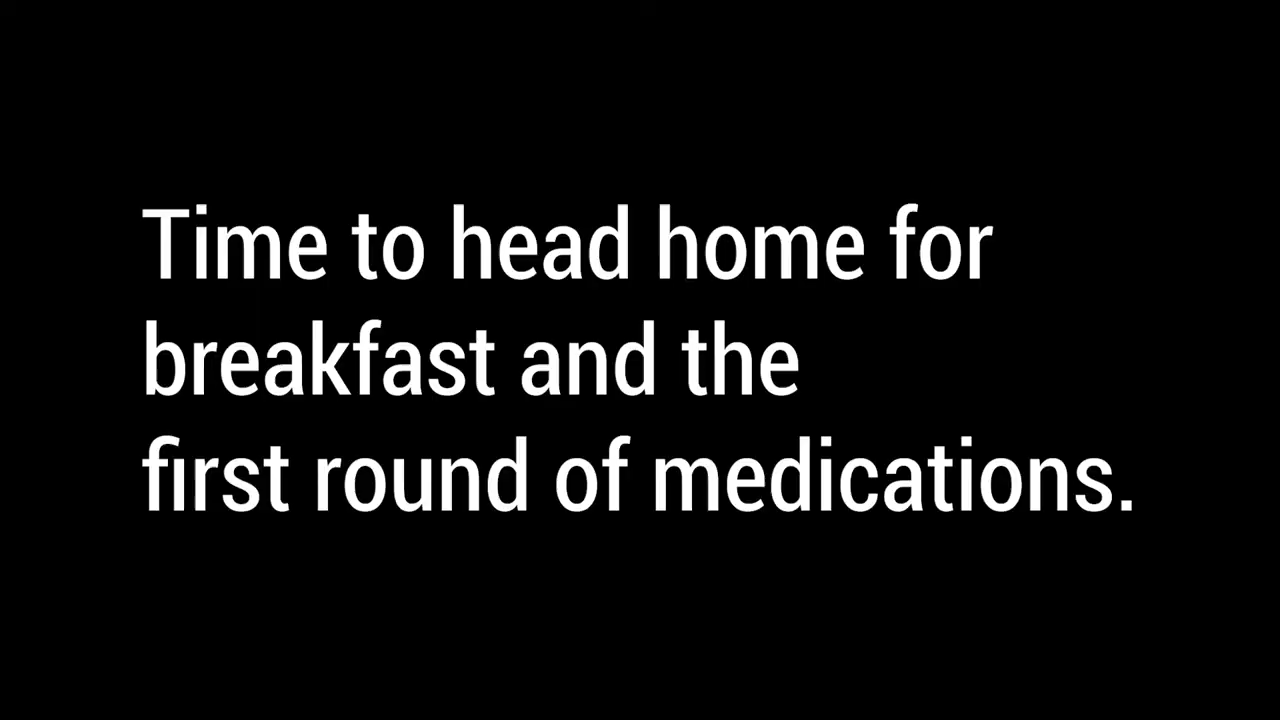 Time to head home for
breakfast and the
first round of medications.